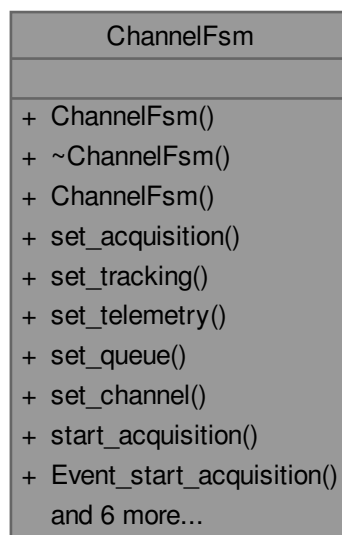 ChannelFsm
+ ChannelFsm()
+ ~ChannelFsm()
+ ChannelFsm()
+ set_acquisition()
+ set_tracking()
+ set_telemetry()
+ set_queue()
+ set_channel()
+ start_acquisition()
+ Event_start_acquisition()
and 6 more...